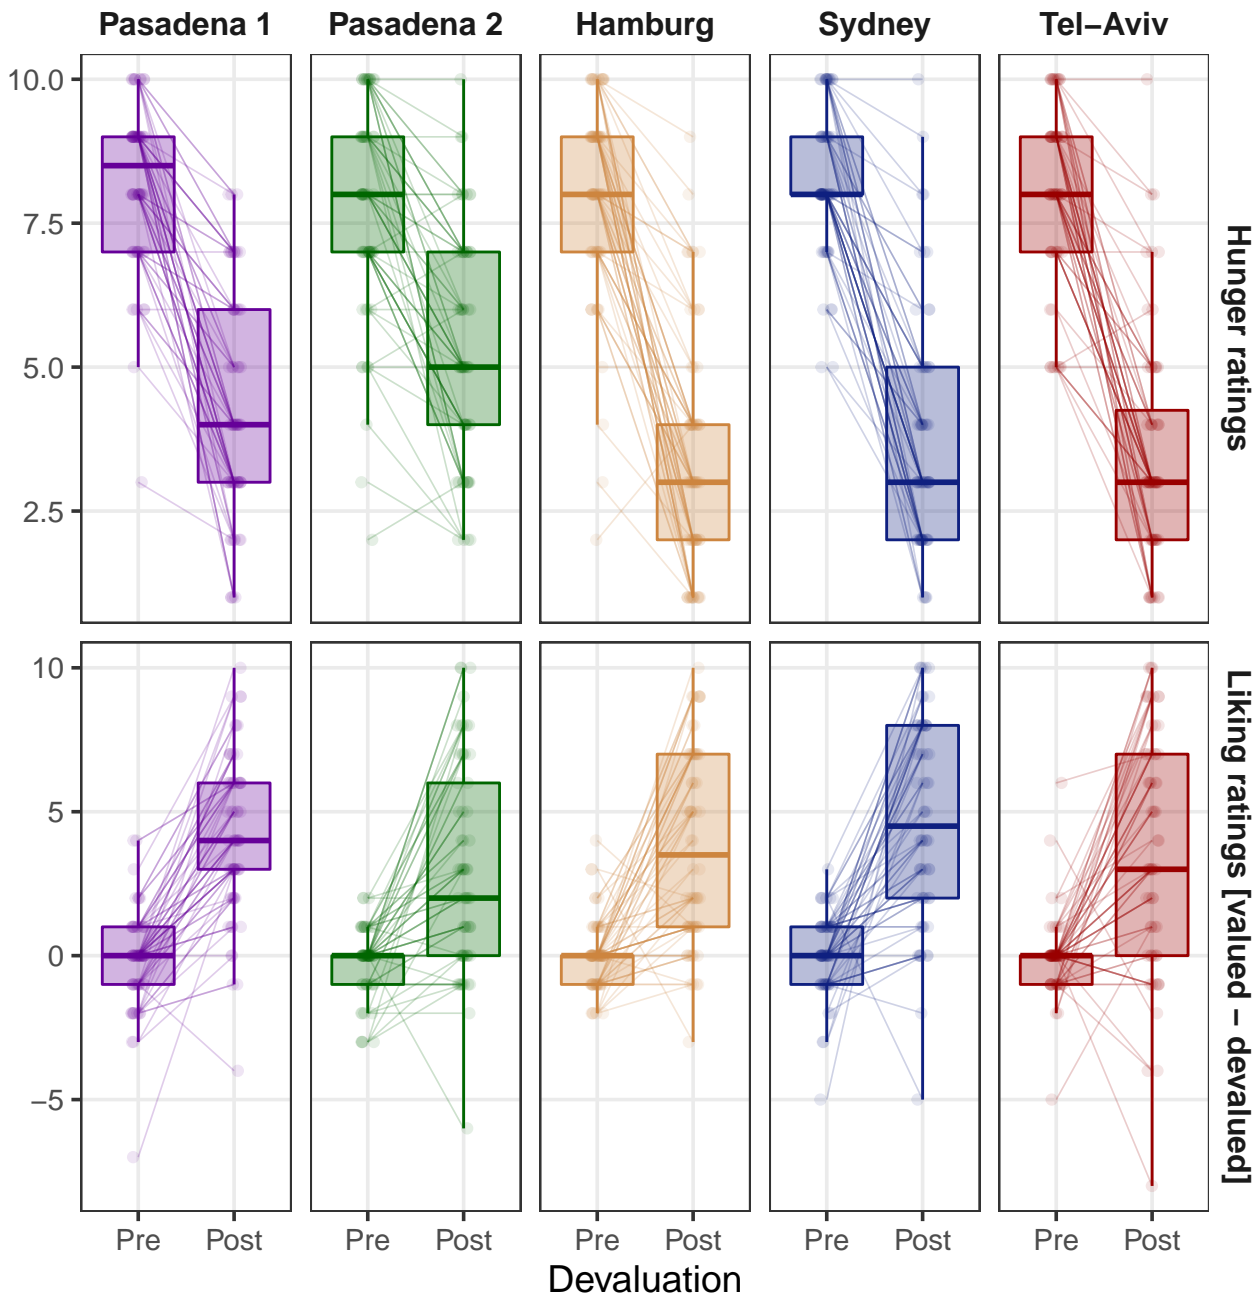 Pasadena 1 Pasadena 2 Hamburg Sydney Tel−Aviv
10.0
7.5
5.0
2.5
Hunger ratings
10
5
0
−5
Liking ratings [valued − devalued]
Pre Post Pre Post Pre Post Pre Post Pre Post
Devaluation